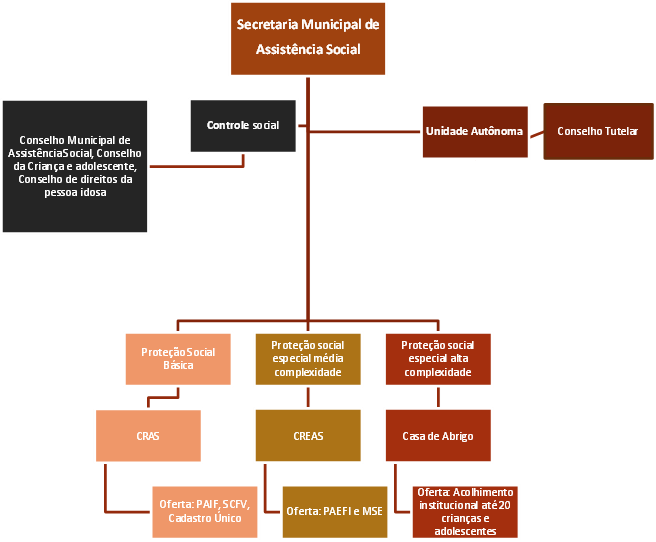 Secretaria Municipal de
Assistência Social
Controle social
Conselho Municipal de
AssistênciaSocial, Conselho
da Criança e adolescente,
Conselho de direitos da
pessoa idosa
Unidade Autônoma
Conselho Tutelar
Proteção Social
Básica
Proteção social
especial média
complexidade
Proteção social
especial alta
complexidade
CRAS
CREAS
Casa de Abrigo
Oferta: PAIF, SCFV,
Cadastro Único
Oferta: PAEFI e MSE
Oferta: Acolhimento
institucional até 20
crianças e
adolescentes